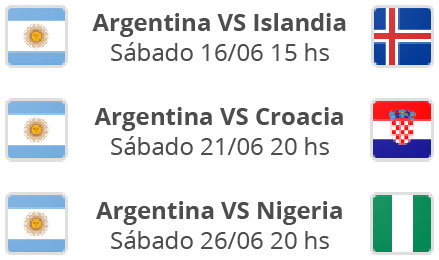 Argentina VS Islandia
Sábado 16/06 15 hs
Argentina VS Croacia
Sábado 21/06 20 hs
Argentina VS Nigeria
Sábado 26/06 20 hs